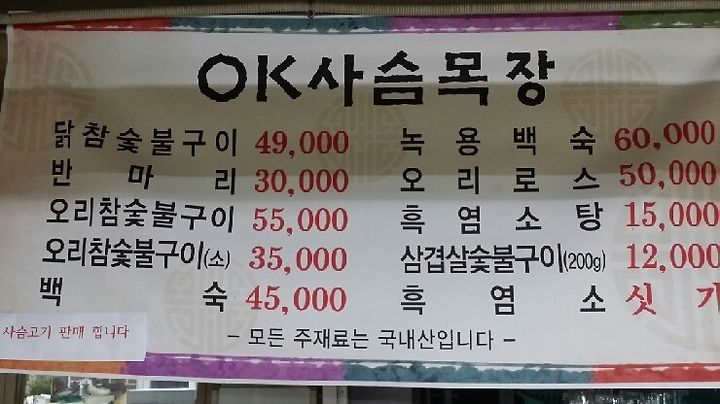 OK사슴목장
닭참숯불구이 49,000
반마리 30,000
오리참숯불구이 55,000
오리참숯불구이(소) 35,000
백숙 45,000
녹용백숙 60,000
오리로스 50,000
흑염소탕 15,000
삼겹살숯불구이(200g) 12,000
흑염소 싯가
사슴고기 판매 합니다
- 모든 주재료는 국내산입니다 -